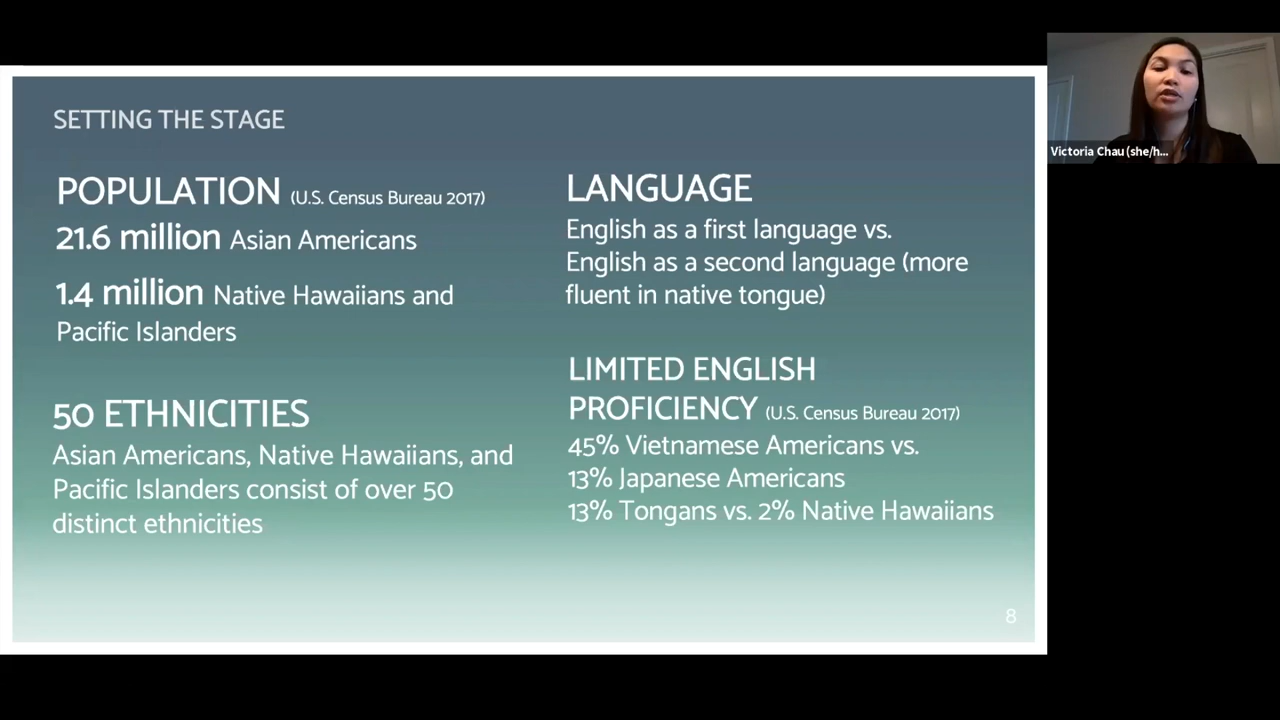 SETTING THE STAGE
POPULATION (U.S. Census Bureau 2017)
21.6 million Asian Americans
1.4 million Native Hawaiians and
Pacific Islanders
50 ETHNICITIES
Asian Americans, Native Hawaiians, and
Pacific Islanders consist of over 50
distinct ethnicities
LANGUAGE
English as a first language vs.
English as a second language (more
fluent in native tongue)
LIMITED ENGLISH
PROFICIENCY (U.S. Census Bureau 2017)
45% Vietnamese Americans vs.
13% Japanese Americans
13% Tongans vs. 2% Native Hawaiians
8
Victoria Chau (she/h...